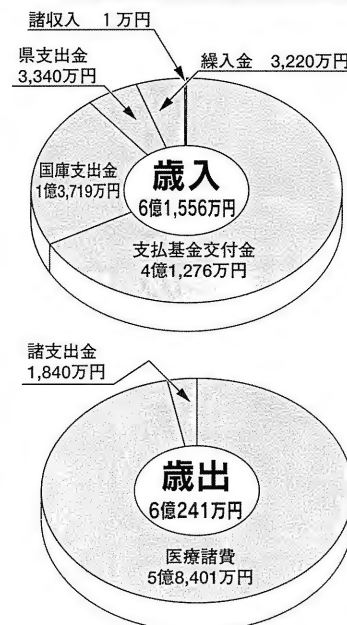 諸収入 1万円
県支出金
3,340万円
繰入金 3,220万円
国庫支出金
1億3,719万円
歳入
6億1,556万円
支払基金交付金
4億1,276万円
諸支出金
1,840万円
歳出
6億241万円
医療諸費
5億8,401万円